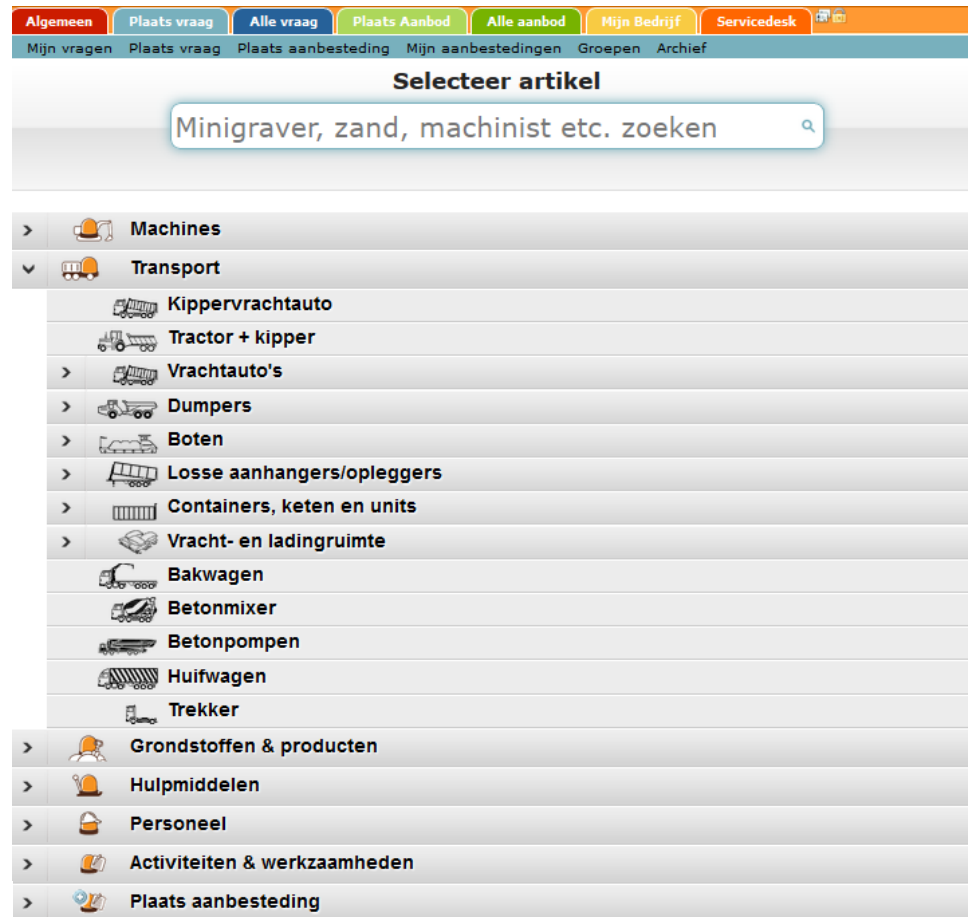 Algemeen Plaats vraag Alle vraag Plaats Aanbod Alle aanbod Mijn Bedrijf Servicedesk
Mijn vragen Plaats vraag Plaats aanbesteding Mijn aanbestedingen Groepen Archief
Selecteer artikel
Minigraver, zand, machinist etc. zoeken
Machines
Transport
Kippervrachtauto
Tractor + kipper
Vrachtauto's
Dumpers
Boten
Losse aanhangers/opleggers
Containers, keten en units
Vracht- en ladingruimte
Bakwagen
Betonmixer
Betonpompen
Huifwagen
Trekker
Grondstoffen & producten
Hulpmiddelen
Personeel
Activiteiten & werkzaamheden
Plaats aanbesteding